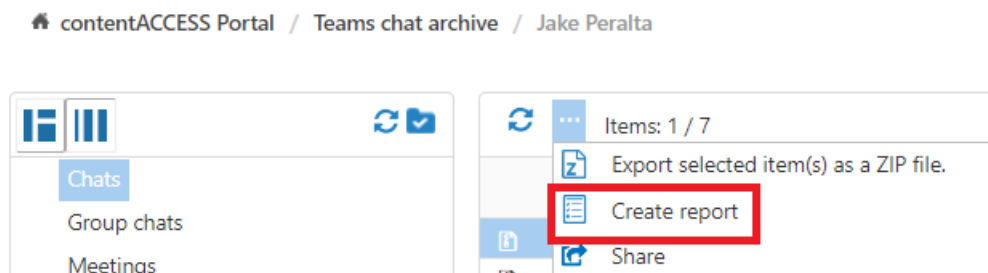 contentACCESS Portal / Teams chat archive / Jake Peralta
Items: 1 / 7
Chats
Group chats
Meetings
Export selected item(s) as a ZIP file.
Create report
Share